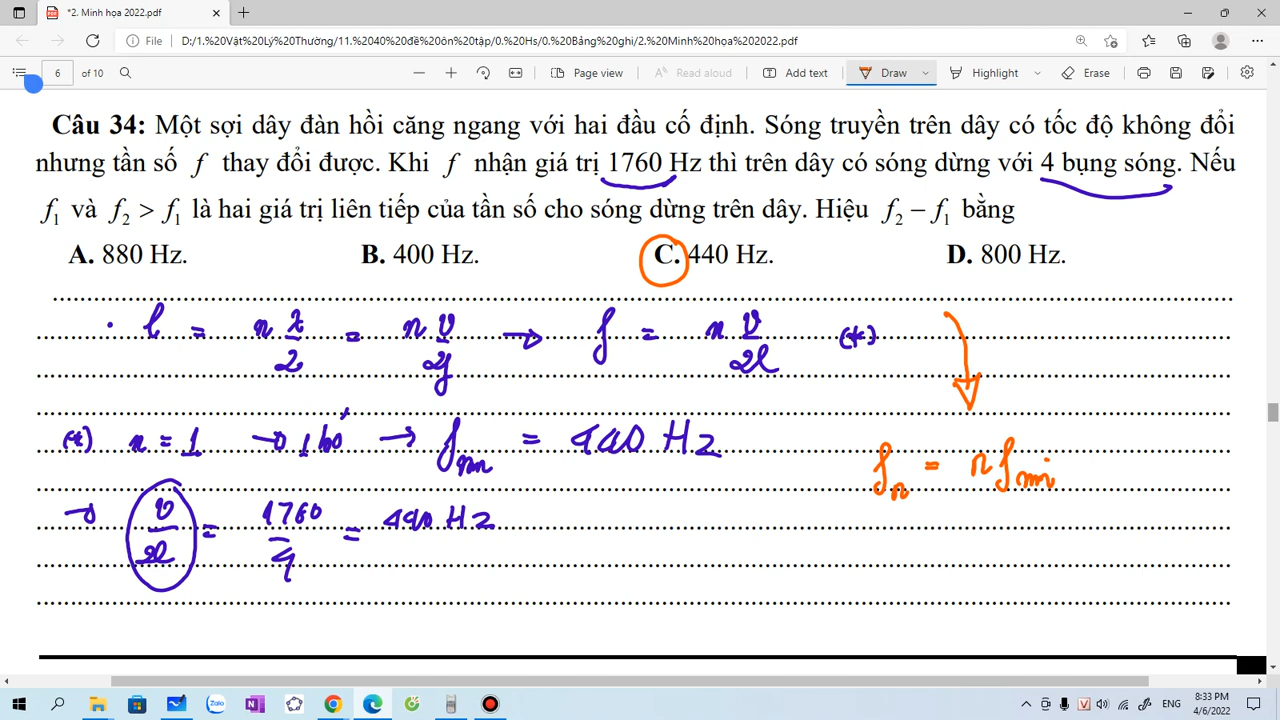 *2. Minh họa 2022.pdf
File D:/1.%20Vật%20Lý%20Thường/11.%2040%20đề%20ôn%20tập/0.%20Hs/0.%20Bảng%20ghi/2.%20Minh%20họa%202022.pdf
6 of 10 Page view Read aloud Add text Draw Highlight Erase
Câu 34: Một sợi dây đàn hồi căng ngang với hai đầu cố định. Sóng truyền trên dây có tốc độ không đổi
nhưng tần số f thay đổi được. Khi f nhận giá trị 1760 Hz thì trên dây có sóng dừng với 4 bụng sóng. Nếu
f₁ và f₂ > f₁ là hai giá trị liên tiếp của tần số cho sóng dừng trên dây. Hiệu f₂ − f₁ bằng
A. 880 Hz. B. 400 Hz. C. 440 Hz. D. 800 Hz.
l = n λ/2 = n v/2f → f = n v/2l (*)
(*) n = 1 → 1 bó → f min = 440 Hz
fn = n f min
→ v/2l = 1760/4 = 440 Hz
Zalo N V ENG 8:33 PM
4/6/2022